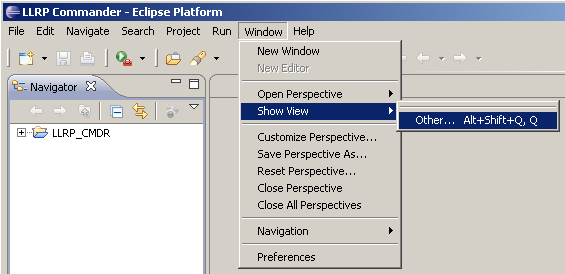 LLRP Commander - Eclipse Platform
File Edit Navigate Search Project Run Window Help
New Window
New Editor
Navigator
Open Perspective
Show View
Other... Alt+Shift+Q, Q
LLRP_CMDR
Customize Perspective...
Save Perspective As...
Reset Perspective...
Close Perspective
Close All Perspectives
Navigation
Preferences